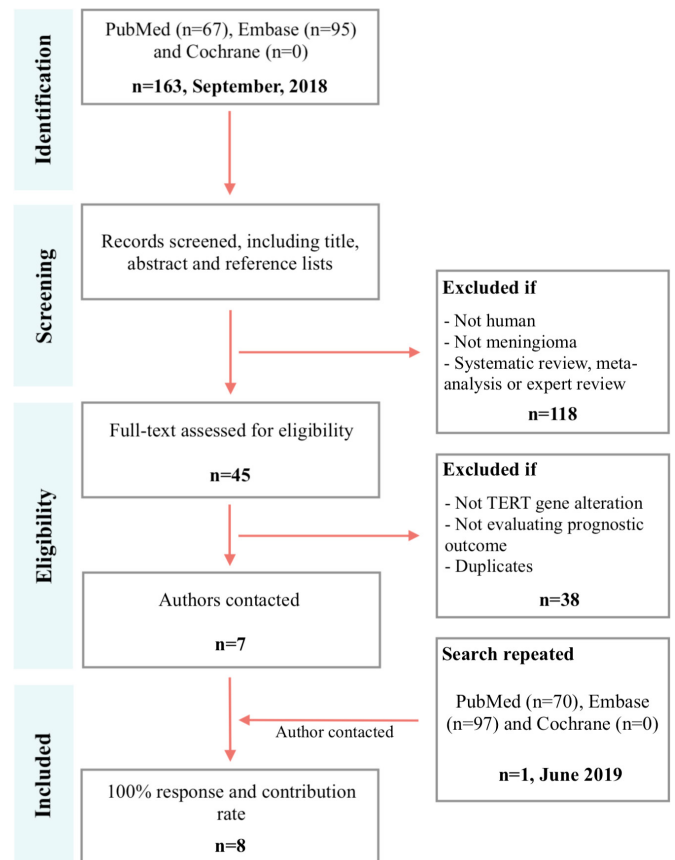 Identification
PubMed (n=67), Embase (n=95)
and Cochrane (n=0)
n=163, September, 2018
Screening
Records screened, including title,
abstract and reference lists
Excluded if
- Not human
- Not meningioma
- Systematic review, meta-
analysis or expert review
n=118
Eligibility
Full-text assessed for eligibility
n=45
Excluded if
- Not TERT gene alteration
- Not evaluating prognostic
outcome
- Duplicates
n=38
Authors contacted
n=7
Search repeated
PubMed (n=70), Embase
(n=97) and Cochrane (n=0)
n=1, June 2019
Author contacted
Included
100% response and contribution
rate
n=8